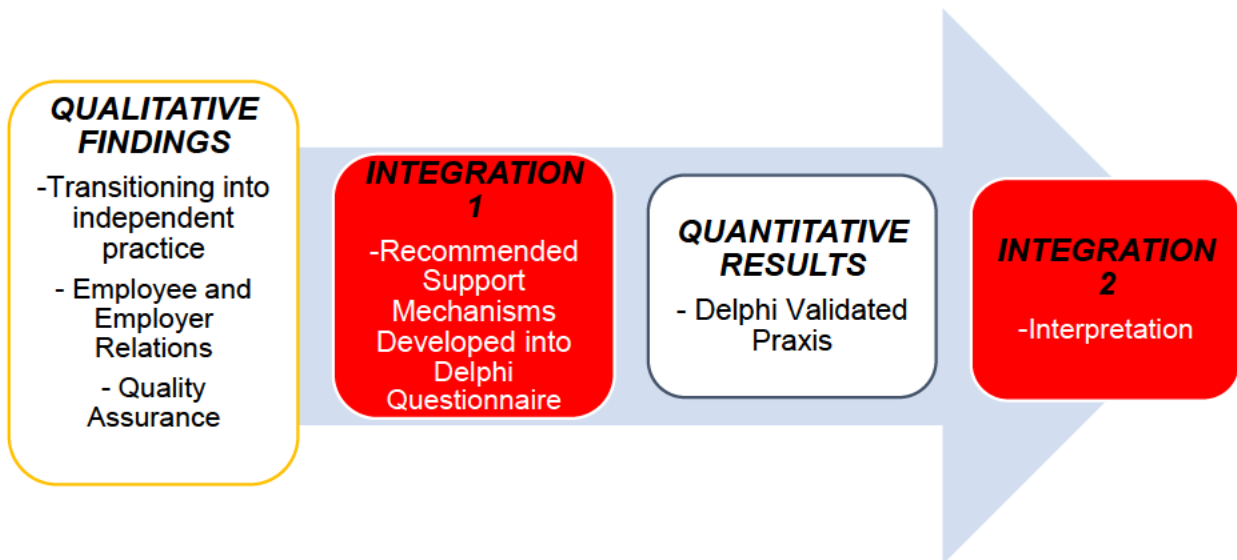 QUALITATIVE
FINDINGS
-Transitioning into
independent
practice
- Employee and
Employer
Relations
- Quality
Assurance
INTEGRATION
1
-Recommended
Support
Mechanisms
Developed into
Delphi
Questionnaire
QUANTITATIVE
RESULTS
- Delphi Validated
Praxis
INTEGRATION
2
-Interpretation